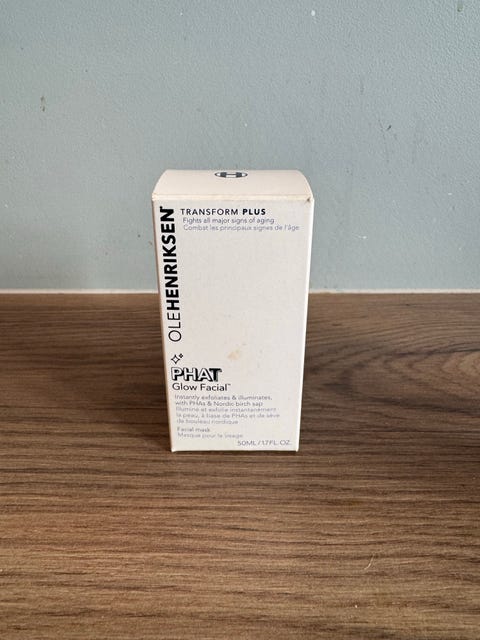 H
OLEHENRIKSEN
TRANSFORM PLUS
Fights all major signs of aging
Combat les principaux signes de l'âge
PHAT
Glow Facial™
Instantly exfoliates & illuminates,
with PHAs & Nordic birch sap
Illumine et exfolie instantanément
la peau, à base de PHAs et de sève
de bouleau nordique
Facial mask
Masque pour le visage
50ML / 1.7FL. OZ.